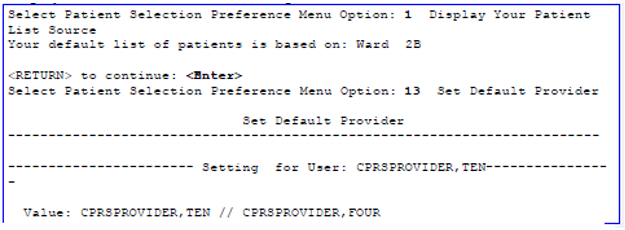 Select Patient Selection Preference Menu Option: 1  Display Your Patient
List Source
Your default list of patients is based on: Ward  2B
<RETURN> to continue: <Enter>
Select Patient Selection Preference Menu Option: 13  Set Default Provider
Set Default Provider
--------------------------------------------------------------------------
----------------------- Setting  for User: CPRSPROVIDER,TEN---------------
-
Value: CPRSPROVIDER,TEN // CPRSPROVIDER,FOUR